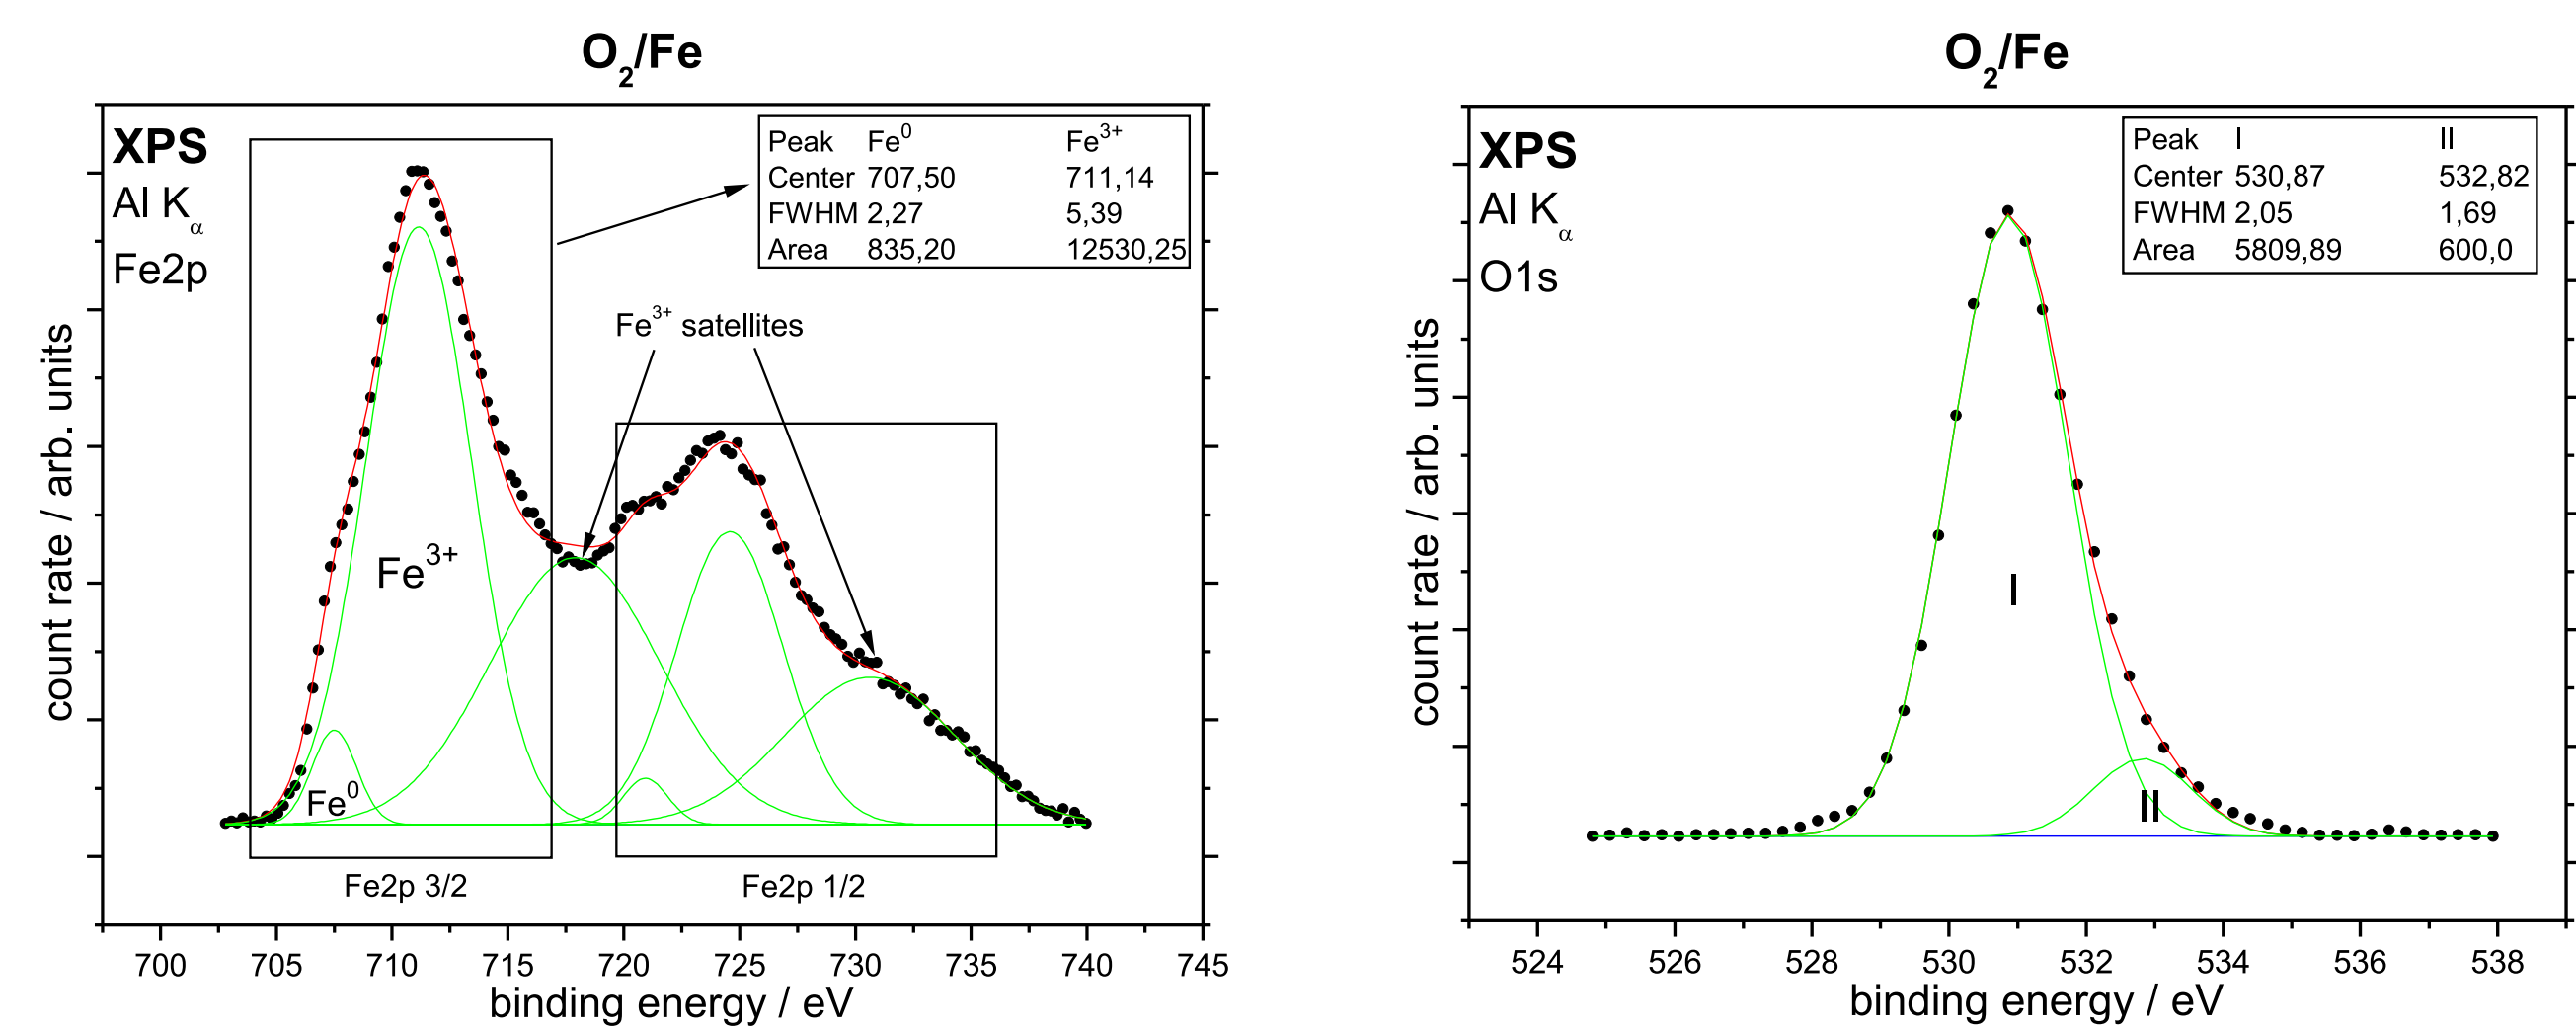 O₂/Fe
XPS
Al Kα
Fe2p
Peak Fe⁰ Fe³⁺
Center 707,50 711,14
FWHM 2,27 5,39
Area 835,20 12530,25
Fe³⁺ satellites
Fe³⁺
Fe⁰
Fe2p 3/2
Fe2p 1/2
count rate / arb. units
700 705 710 715 720 725 730 735 740 745
binding energy / eV
O₂/Fe
XPS
Al Kα
O1s
Peak I II
Center 530,87 532,82
FWHM 2,05 1,69
Area 5809,89 600,0
I
II
count rate / arb. units
524 526 528 530 532 534 536 538
binding energy / eV